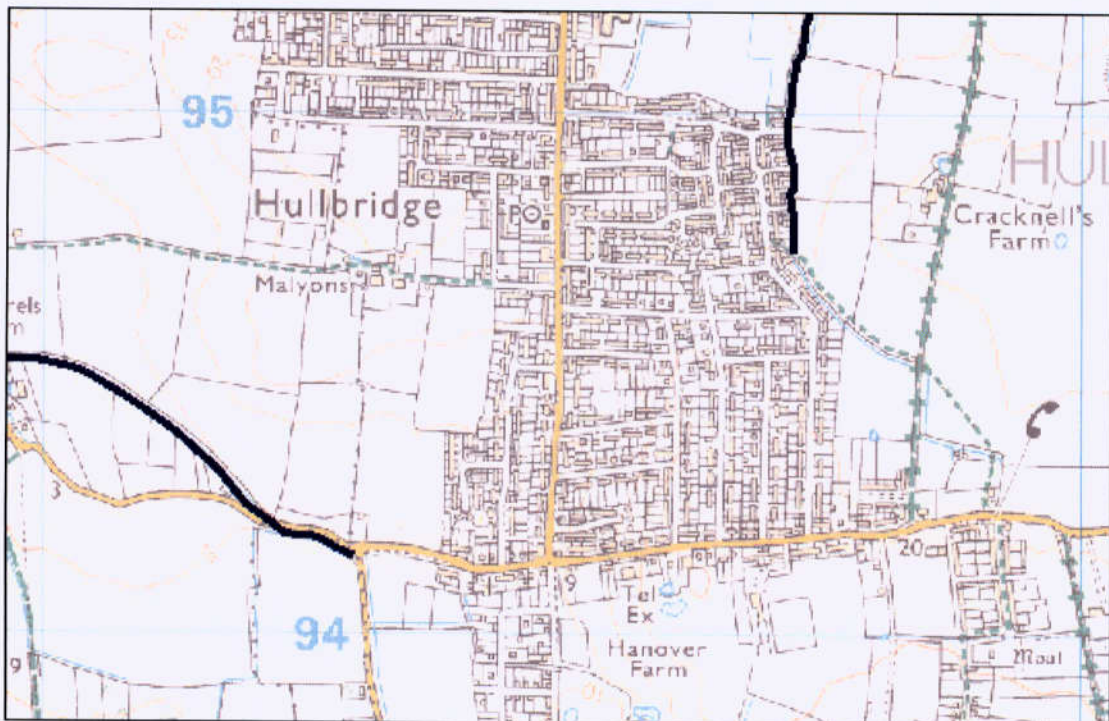 95
HUL
Hullbridge
PO
Cracknell's
Farm
Malyons
rels
m
3
20
9
Tel
Ex
94
Hanover
Farm
9
Moat